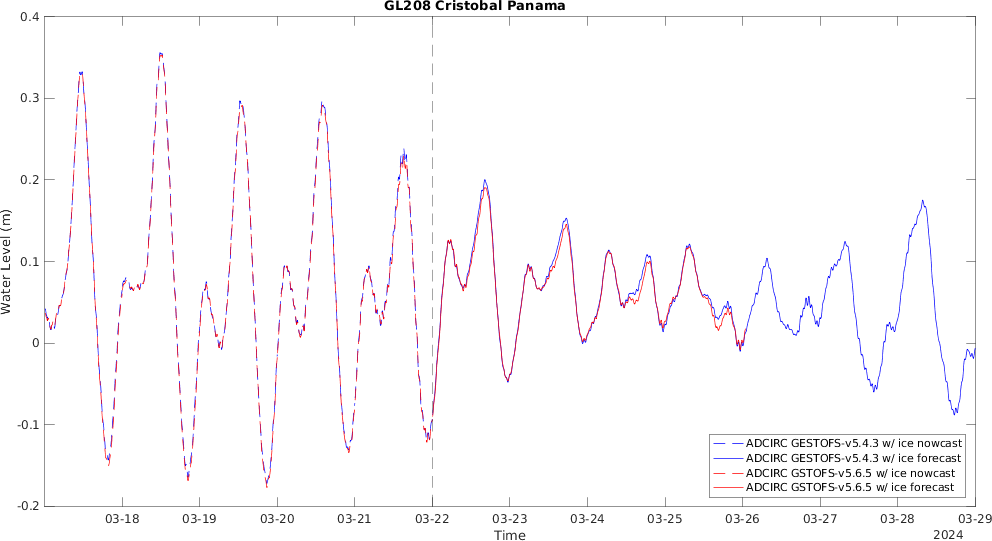 GL208 Cristobal Panama
0.4
0.3
0.2
0.1
0
-0.1
-0.2
Water Level (m)
03-18 03-19 03-20 03-21 03-22 03-23 03-24 03-25 03-26 03-27 03-28 03-29
Time
2024
ADCIRC GESTOFS-v5.4.3 w/ ice nowcast
ADCIRC GESTOFS-v5.4.3 w/ ice forecast
ADCIRC GSTOFS-v5.6.5 w/ ice nowcast
ADCIRC GSTOFS-v5.6.5 w/ ice forecast